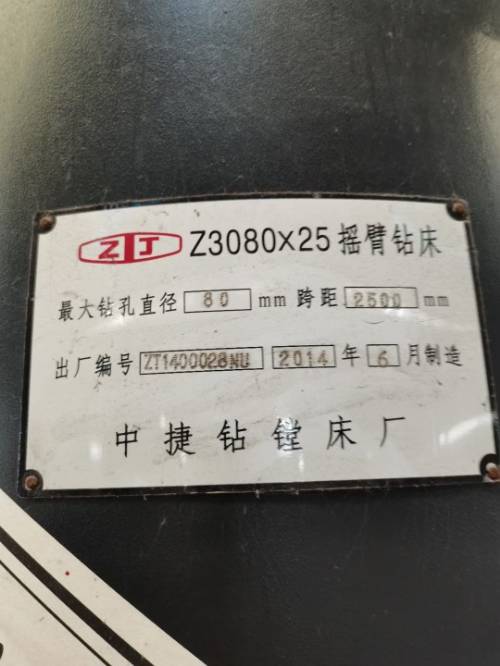 ZTJ Z3080×25 摇臂钻床
最大钻孔直径 80 mm 跨距 2500 mm
出厂编号 ZT1400028NU 2014 年 6 月制造
中捷钻镗床厂